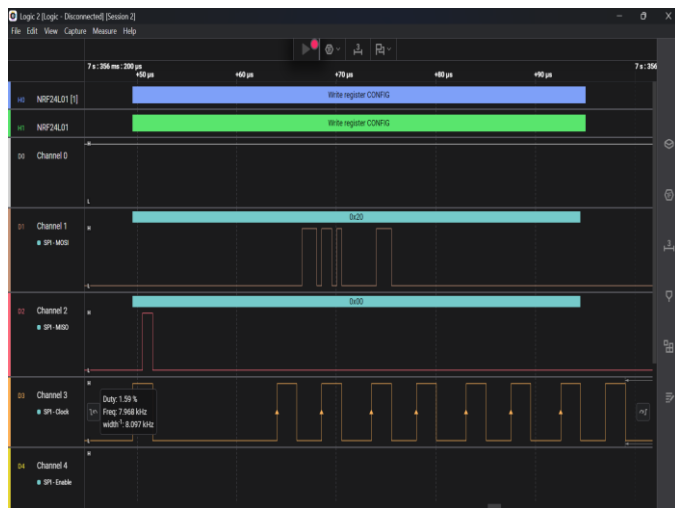 Logic 2 [Logic - Disconnected] [Session 2]
File Edit View Capture Measure Help
7 s : 356 ms : 200 µs
7 s : 356
+50 µs +60 µs +70 µs +80 µs +90 µs
H0 NRF24L01 [1] Write register CONFIG
H1 NRF24L01 Write register CONFIG
H
D0 Channel 0
L
0x20
D1 Channel 1 H
SPI - MOSI
L
0x00
D2 Channel 2 H
SPI - MISO
L
H
D3 Channel 3 Duty: 1.59 %
SPI - Clock Freq: 7.968 kHz
width⁻¹: 8.097 kHz
L
H
D4 Channel 4
SPI - Enable